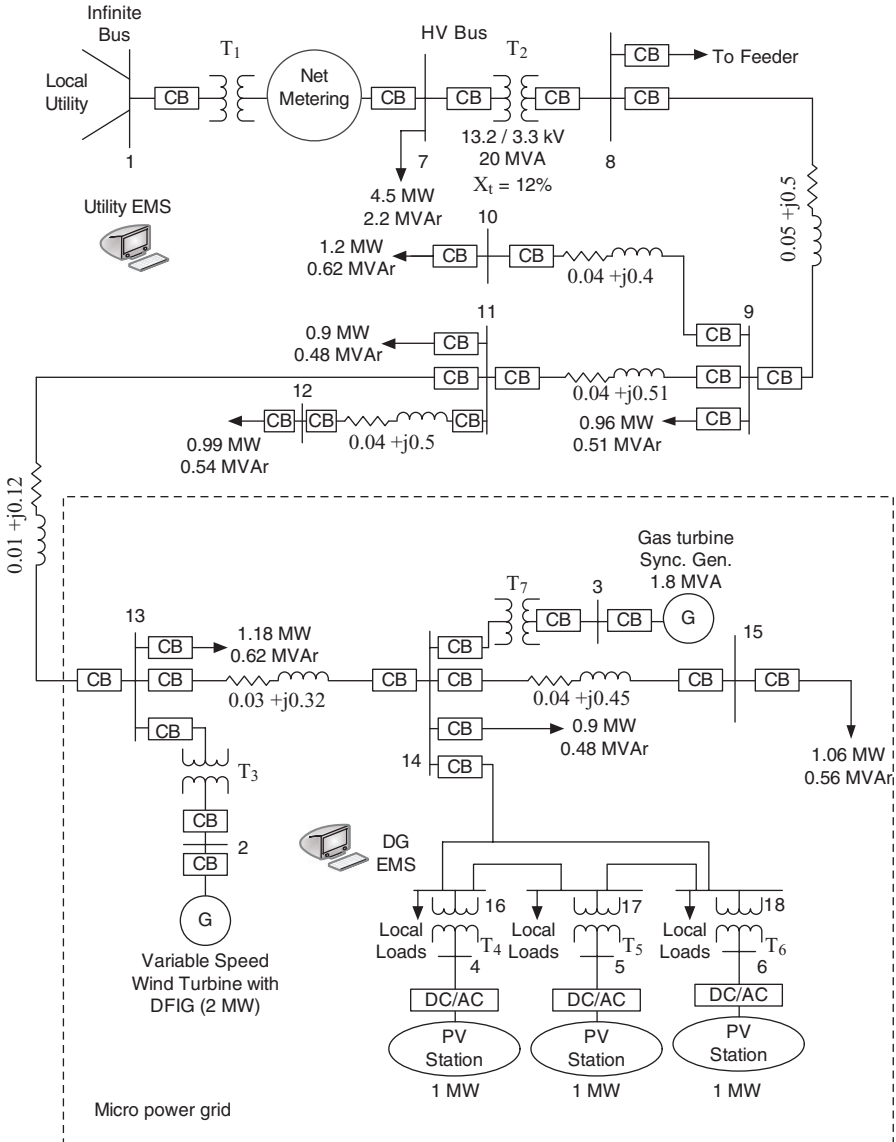 Infinite
Bus
Local
Utility
1
CB
T1
Net
Metering
CB
HV Bus
7
CB
T2
CB
13.2 / 3.3 kV
20 MVA
Xt = 12%
8
CB
To Feeder
CB
4.5 MW
2.2 MVAr
Utility EMS
0.05 +j0.5
10
1.2 MW
0.62 MVAr
CB
CB
0.04 +j0.4
9
CB
11
0.9 MW
0.48 MVAr
CB
CB
CB
0.04 +j0.51
CB
CB
12
CB
CB
0.04 +j0.5
CB
0.99 MW
0.54 MVAr
0.96 MW
0.51 MVAr
CB
0.01 +j0.12
Gas turbine
Sync. Gen.
1.8 MVA
T7
CB
3
CB
G
13
CB
1.18 MW
0.62 MVAr
CB
15
CB
CB
0.03 +j0.32
CB
CB
0.04 +j0.45
CB
CB
CB
T3
CB
0.9 MW
0.48 MVAr
14
CB
1.06 MW
0.56 MVAr
CB
2
CB
G
Variable Speed
Wind Turbine with
DFIG (2 MW)
DG
EMS
16
17
18
Local
Loads
T4
Local
Loads
T5
Local
Loads
T6
4
5
6
DC/AC
DC/AC
DC/AC
PV
Station
PV
Station
PV
Station
1 MW
1 MW
1 MW
Micro power grid